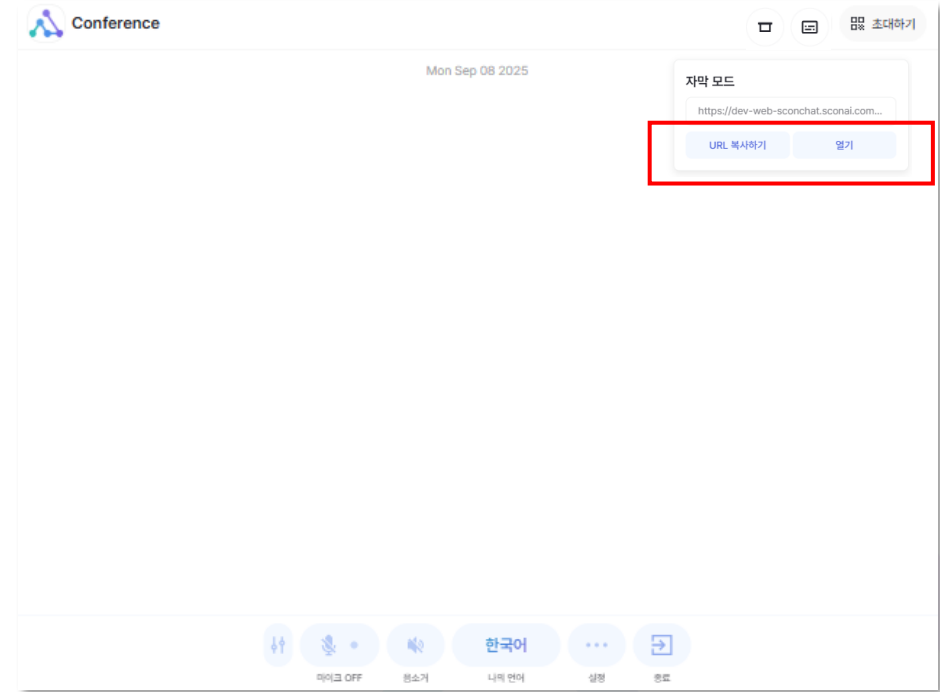 Conference
초대하기
Mon Sep 08 2025
자막 모드
https://dev-web-sconchat.sconai.com...
URL 복사하기 열기
한국어
마이크 OFF 음소거 나의 언어 설정 종료